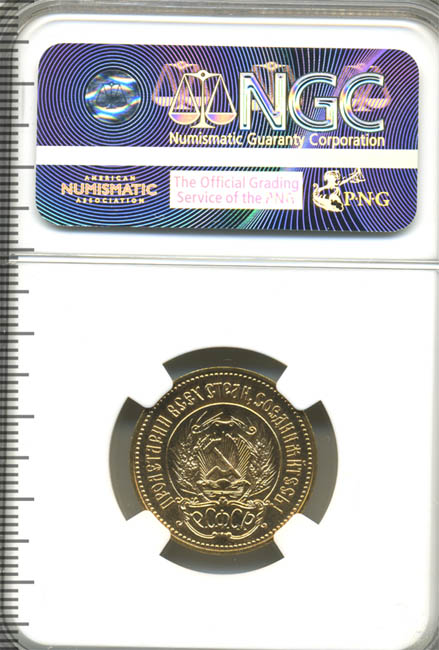 NGC
Numismatic Guaranty Corporation
AMERICAN
NUMISMATIC
ASSOCIATION
The Official Grading
Service of the PNG
P·N·G
ПРОЛЕТАРИИ ВСЕХ СТРАН, СОЕДИНЯЙТЕСЬ!
РСФСР